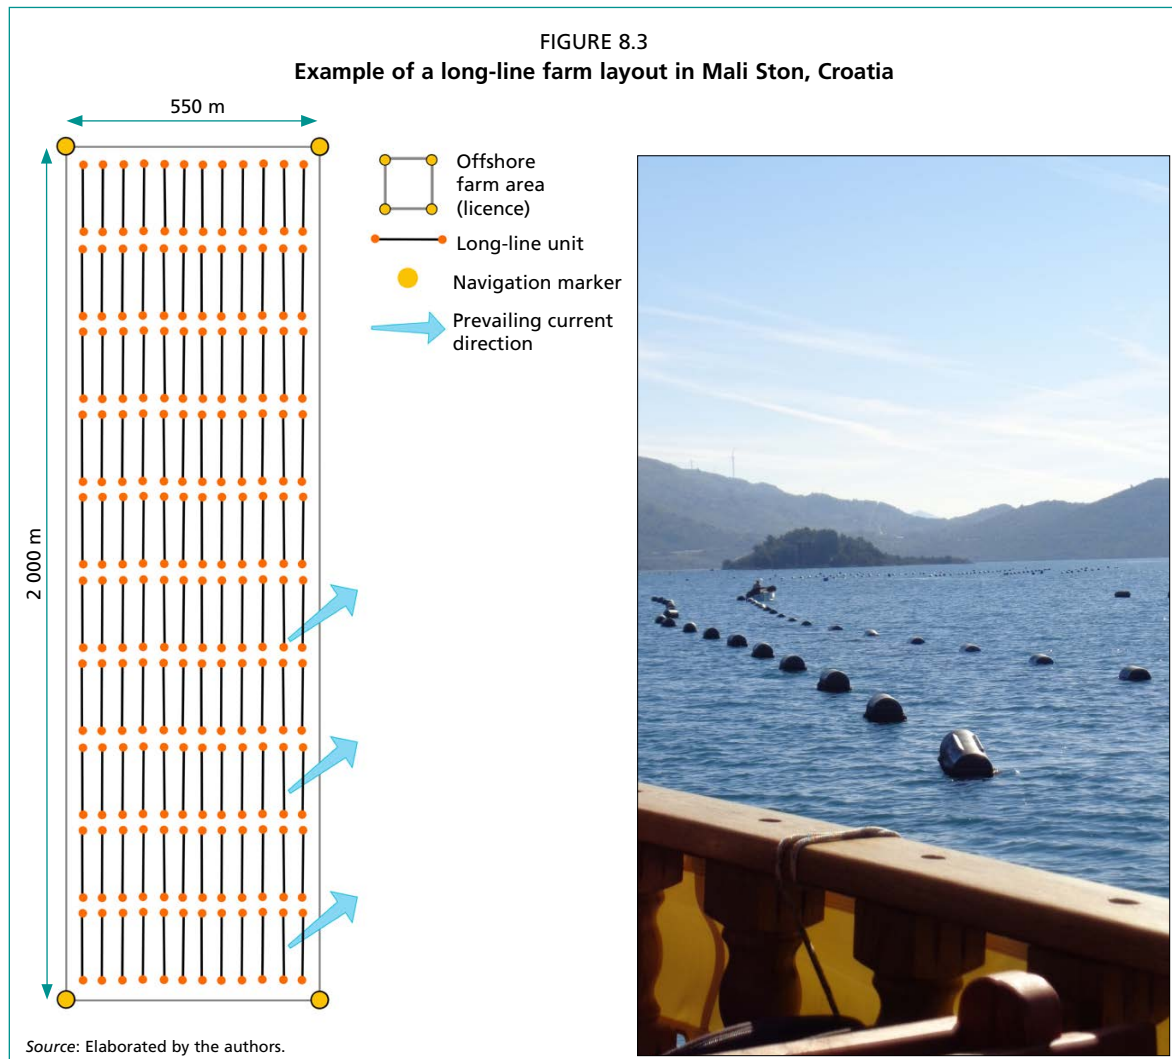 FIGURE 8.3
Example of a long-line farm layout in Mali Ston, Croatia
550 m
2 000 m
Offshore
farm area
(licence)
Long-line unit
Navigation marker
Prevailing current
direction
Source: Elaborated by the authors.